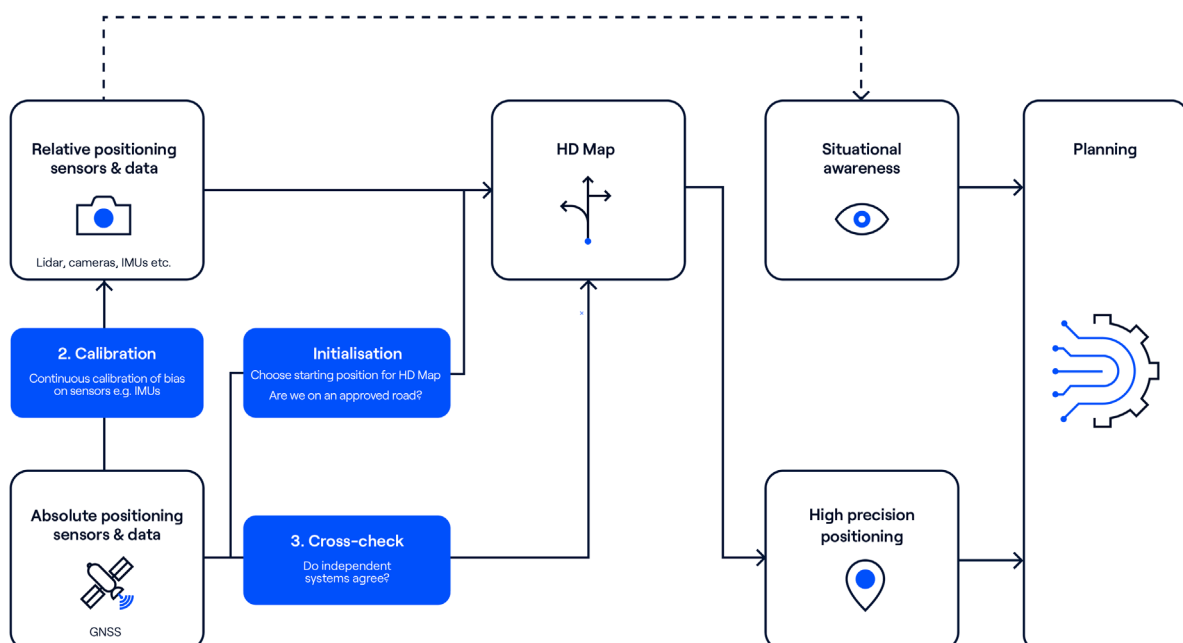 Relative positioning
sensors & data
Lidar, cameras, IMUs etc.
HD Map
Situational
awareness
Planning
2. Calibration
Continuous calibration of bias
on sensors e.g. IMUs
Initialisation
Choose starting position for HD Map
Are we on an approved road?
Absolute positioning
sensors & data
GNSS
3. Cross-check
Do independent
systems agree?
High precision
positioning